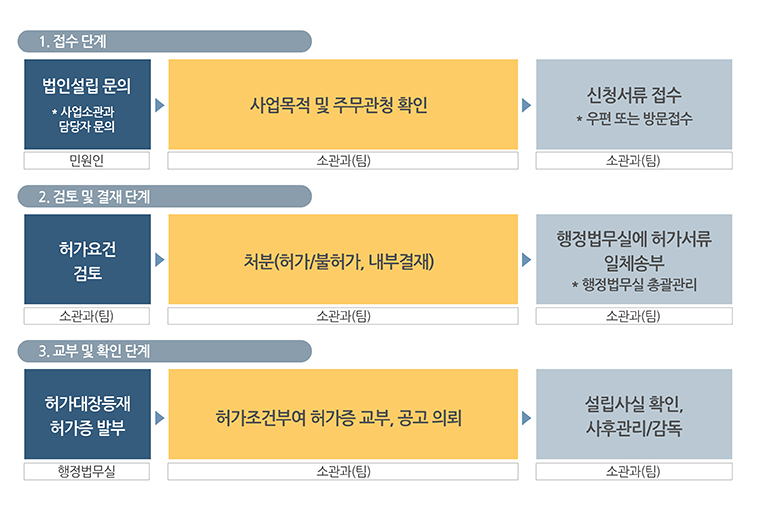 1. 접수 단계
법인설립 문의
* 사업소관과
담당자 문의
사업목적 및 주무관청 확인
신청서류 접수
* 우편 또는 방문접수
민원인
소관과(팀)
소관과(팀)
2. 검토 및 결재 단계
허가요건
검토
처분(허가/불허가, 내부결재)
행정법무실에 허가서류
일체송부
* 행정법무실 총괄관리
소관과(팀)
소관과(팀)
소관과(팀)
3. 교부 및 확인 단계
허가대장등재
허가증 발부
허가조건부여 허가증 교부, 공고 의뢰
설립사실 확인,
사후관리/감독
행정법무실
소관과(팀)
소관과(팀)